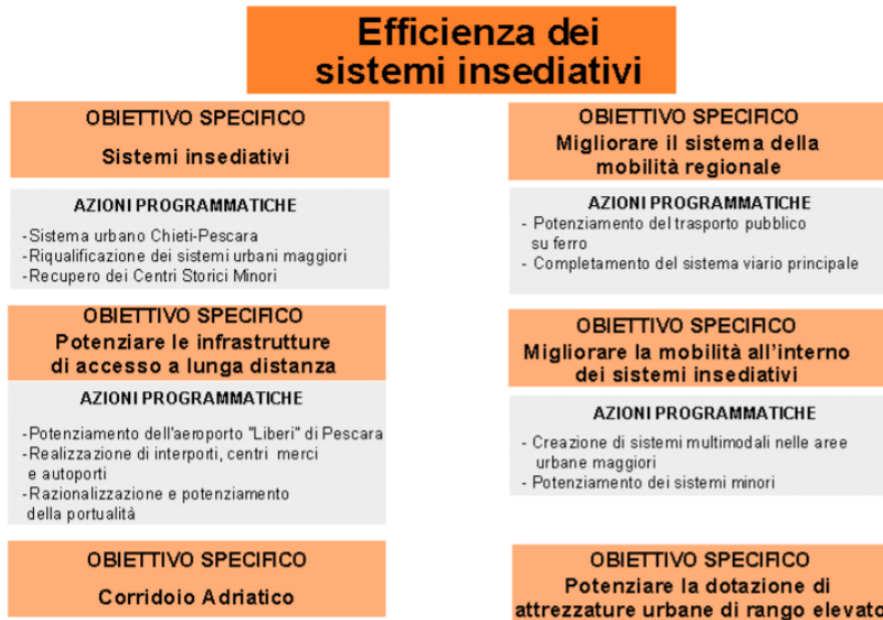 Efficienza dei
sistemi insediativi
OBIETTIVO SPECIFICO
Sistemi insediativi
AZIONI PROGRAMMATICHE
-Sistema urbano Chieti-Pescara
-Riqualificazione dei sistemi urbani maggiori
-Recupero dei Centri Storici Minori
OBIETTIVO SPECIFICO
Potenziare le infrastrutture
di accesso a lunga distanza
AZIONI PROGRAMMATICHE
-Potenziamento dell'aeroporto "Liberi" di Pescara
-Realizzazione di interporti, centri merci
e autoporti
-Razionalizzazione e potenziamento
della portualità
OBIETTIVO SPECIFICO
Corridoio Adriatico
OBIETTIVO SPECIFICO
Migliorare il sistema della
mobilità regionale
AZIONI PROGRAMMATICHE
- Potenziamento del trasporto pubblico
su ferro
- Completamento del sistema viario principale
OBIETTIVO SPECIFICO
Migliorare la mobilità all'interno
dei sistemi insediativi
AZIONI PROGRAMMATICHE
- Creazione di sistemi multimodali nelle aree
urbane maggiori
- Potenziamento dei sistemi minori
OBIETTIVO SPECIFICO
Potenziare la dotazione di
attrezzature urbane di rango elevato